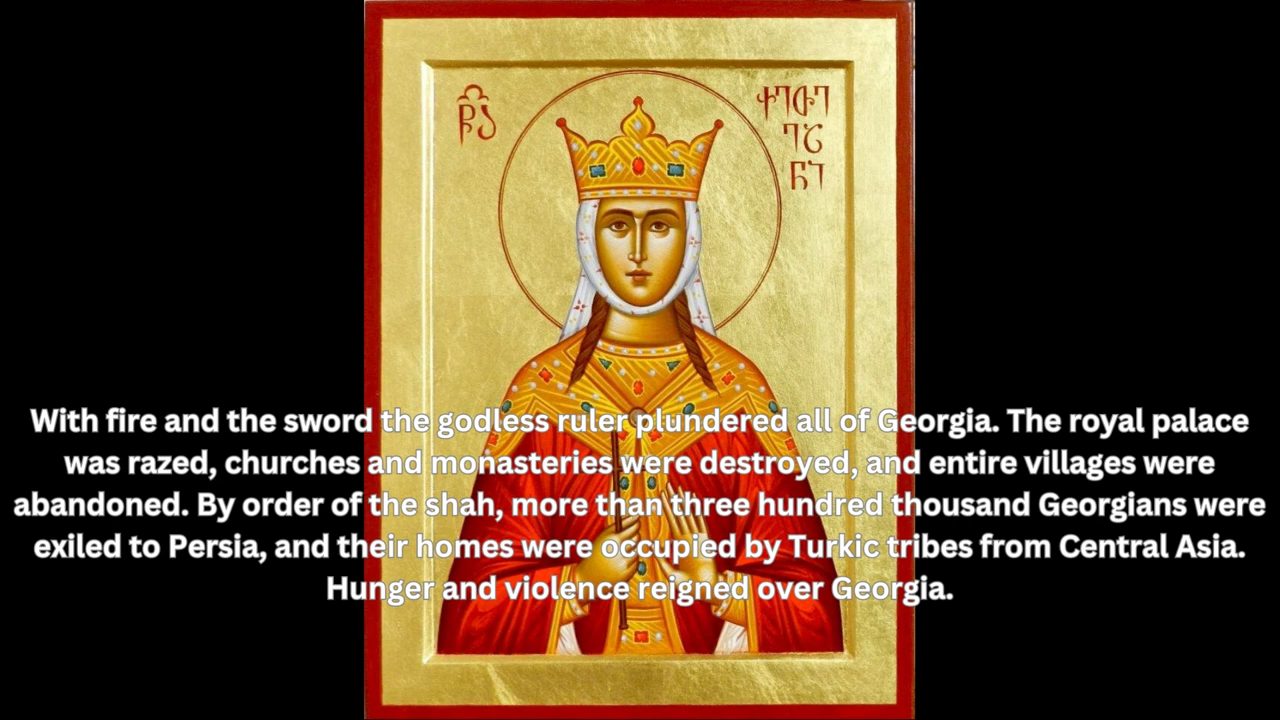 With fire and the sword the godless ruler plundered all of Georgia. The royal palace
was razed, churches and monasteries were destroyed, and entire villages were
abandoned. By order of the shah, more than three hundred thousand Georgians were
exiled to Persia, and their homes were occupied by Turkic tribes from Central Asia.
Hunger and violence reigned over Georgia.